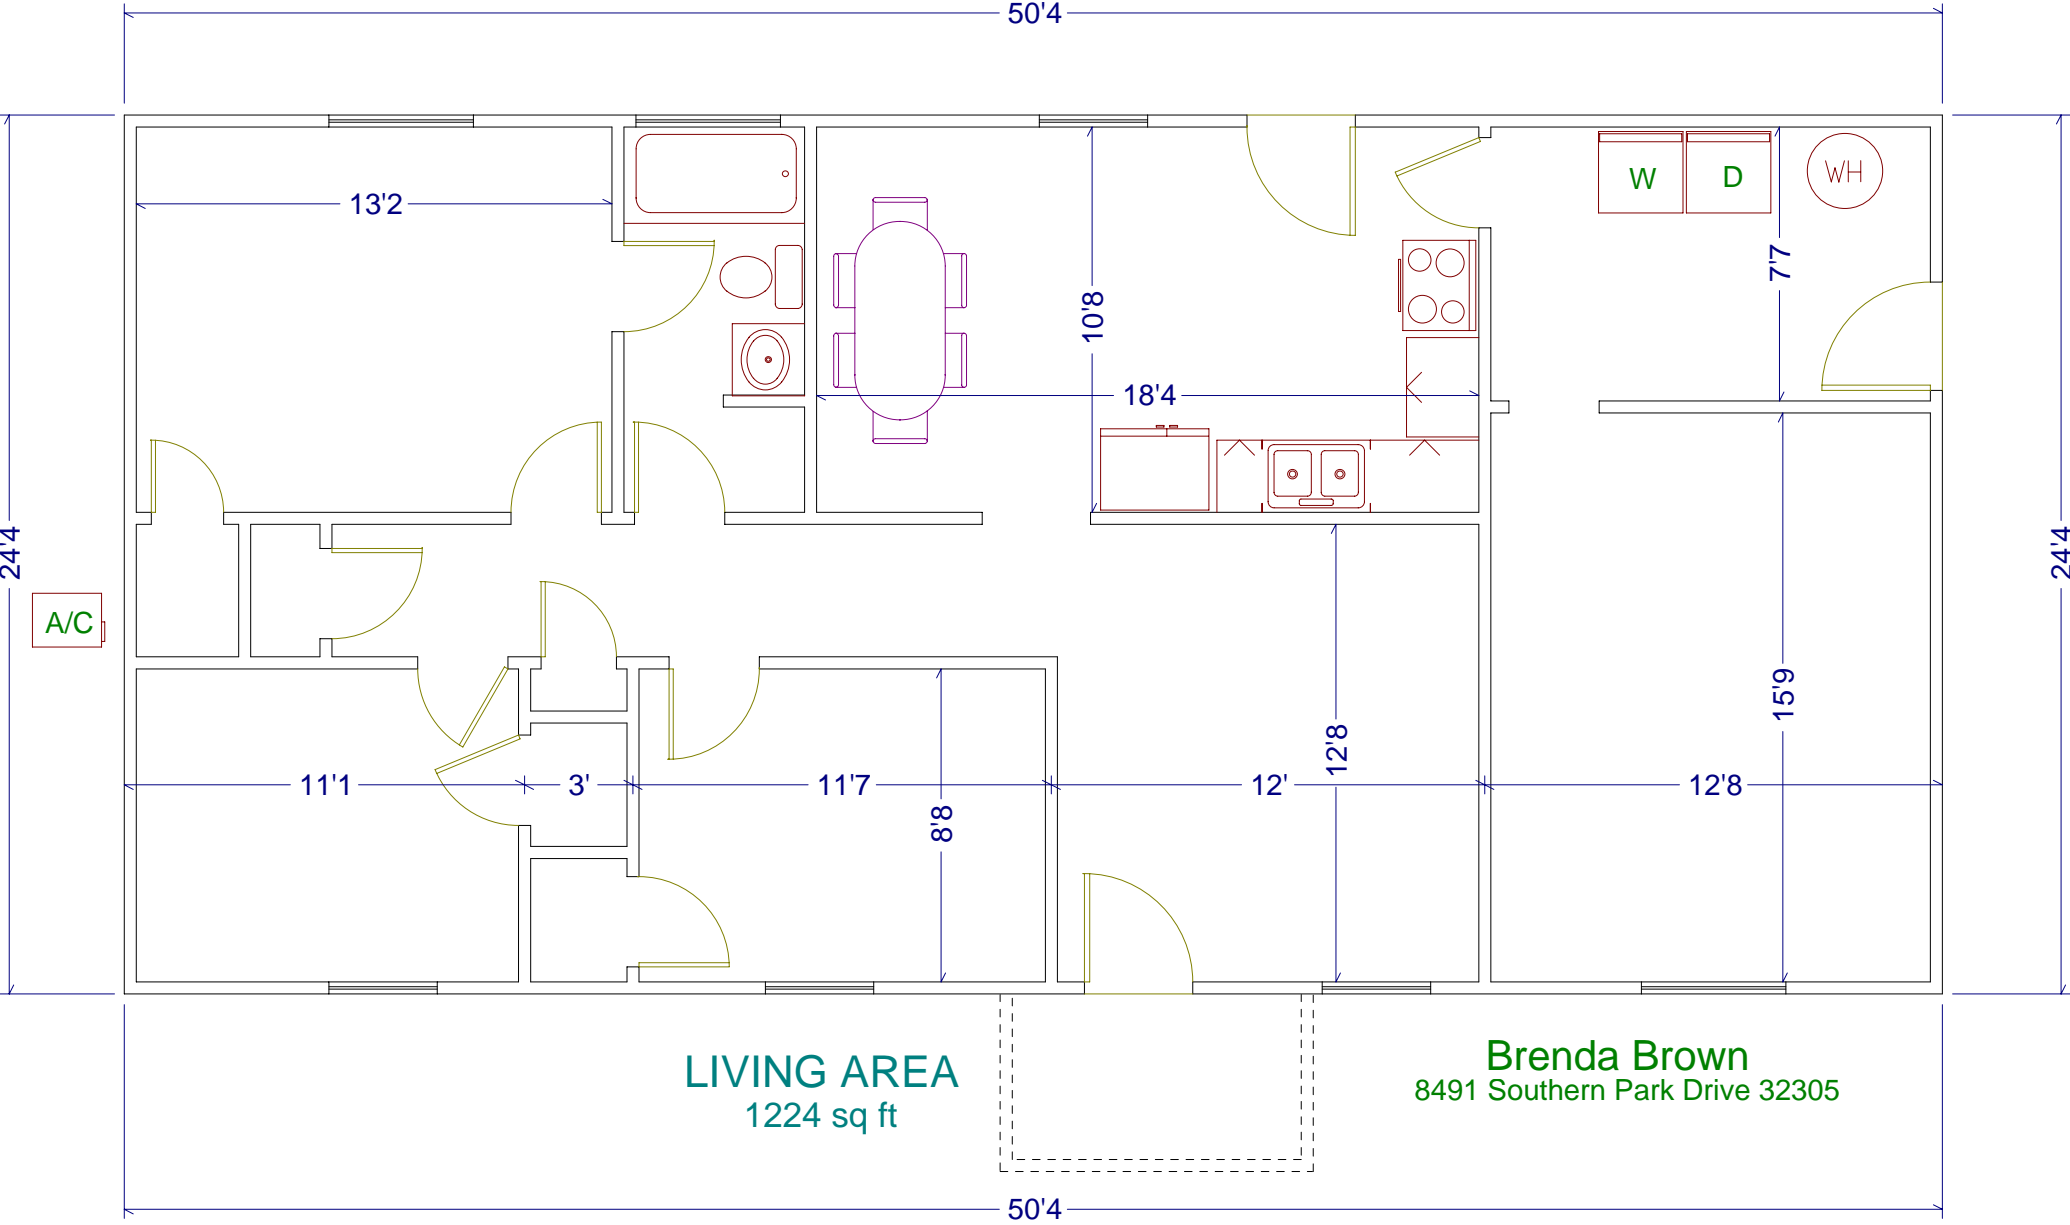 50'4
13'2
W
D
WH
7'7
10'8
18'4
24'4
24'4
A/C
15'9
12'8
11'1
3'
11'7
12'
12'8
8'8
Brenda Brown
LIVING AREA
8491 Southern Park Drive 32305
1224 sq ft
50'4